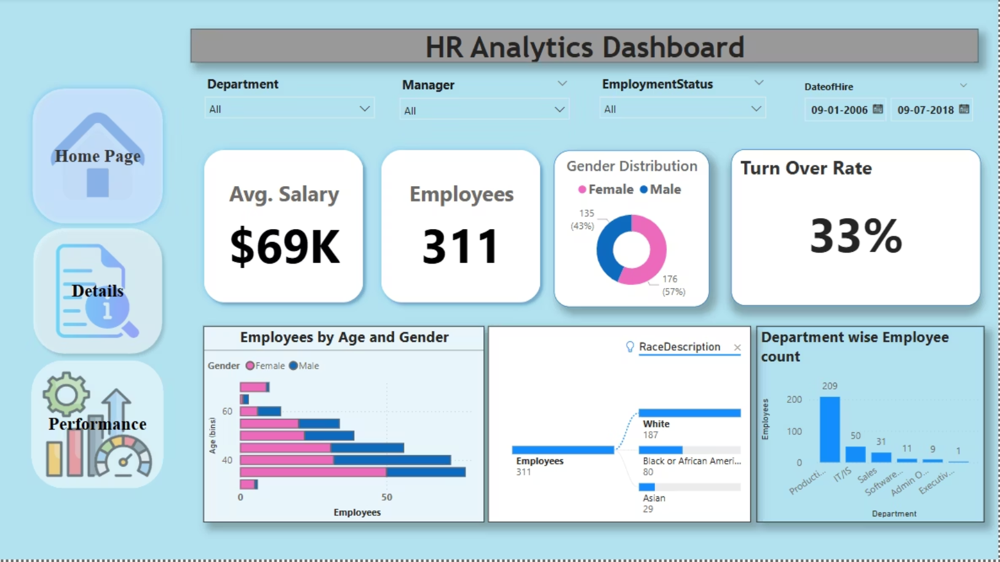 HR Analytics Dashboard
Department
All
Manager
All
EmploymentStatus
All
DateofHire
09-01-2006
09-07-2018
Home Page
Details
Performance
Avg. Salary
$69K
Employees
311
Gender Distribution
Female Male
135
(43%)
176
(57%)
Turn Over Rate
33%
Employees by Age and Gender
Gender Female Male
Age (bins)
60
40
0 50
Employees
RaceDescription
Employees
311
White
187
Black or African Ameri...
80
Asian
29
Department wise Employee
count
Employees
200
100
0
209
50
31
11
9
1
Producti...
IT/IS
Sales
Software...
Admin O...
Executiv...
Department